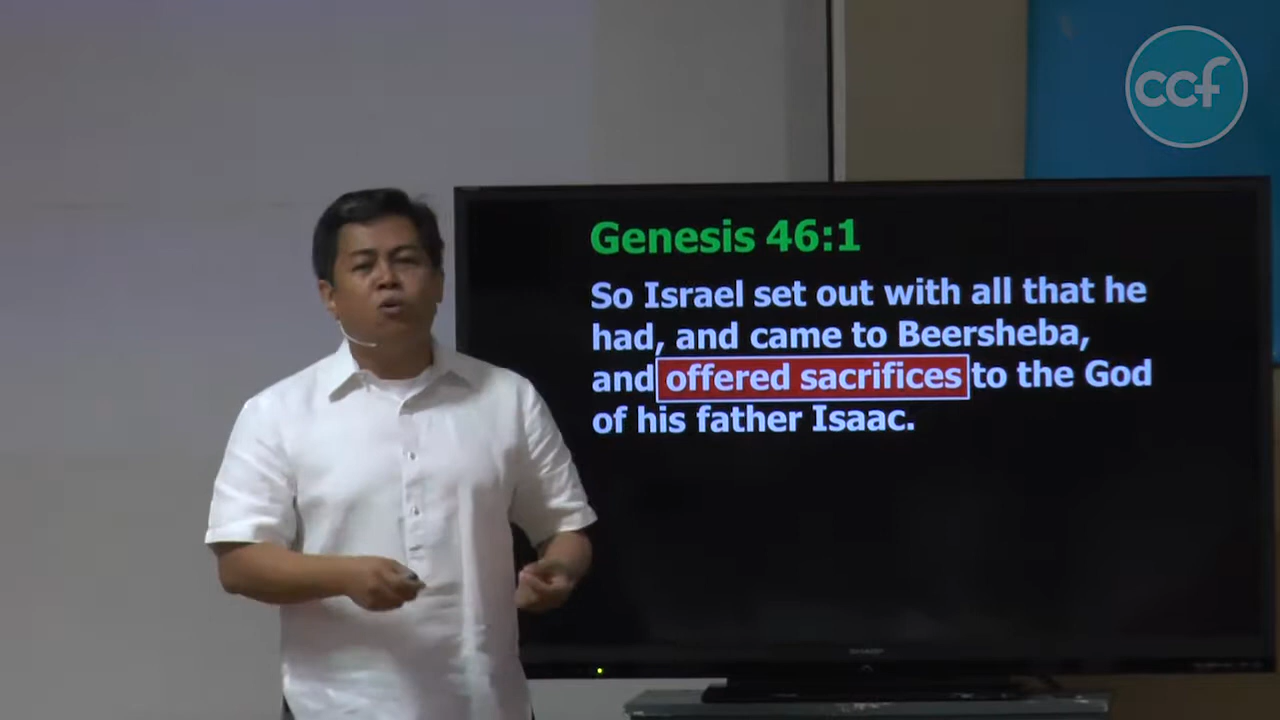 ccf
Genesis 46:1
So Israel set out with all that he
had, and came to Beersheba,
and offered sacrifices to the God
of his father Isaac.
SHARP